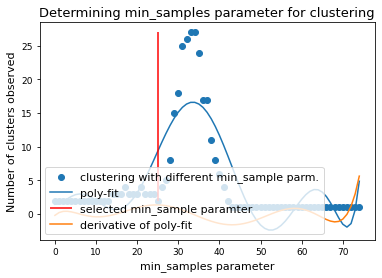 Determining min_samples parameter for clustering
Number of clusters observed
25
20
15
10
5
0
clustering with different min_sample parm.
poly-fit
selected min_sample parameter
derivative of poly-fit
0 10 20 30 40 50 60 70
min_samples parameter